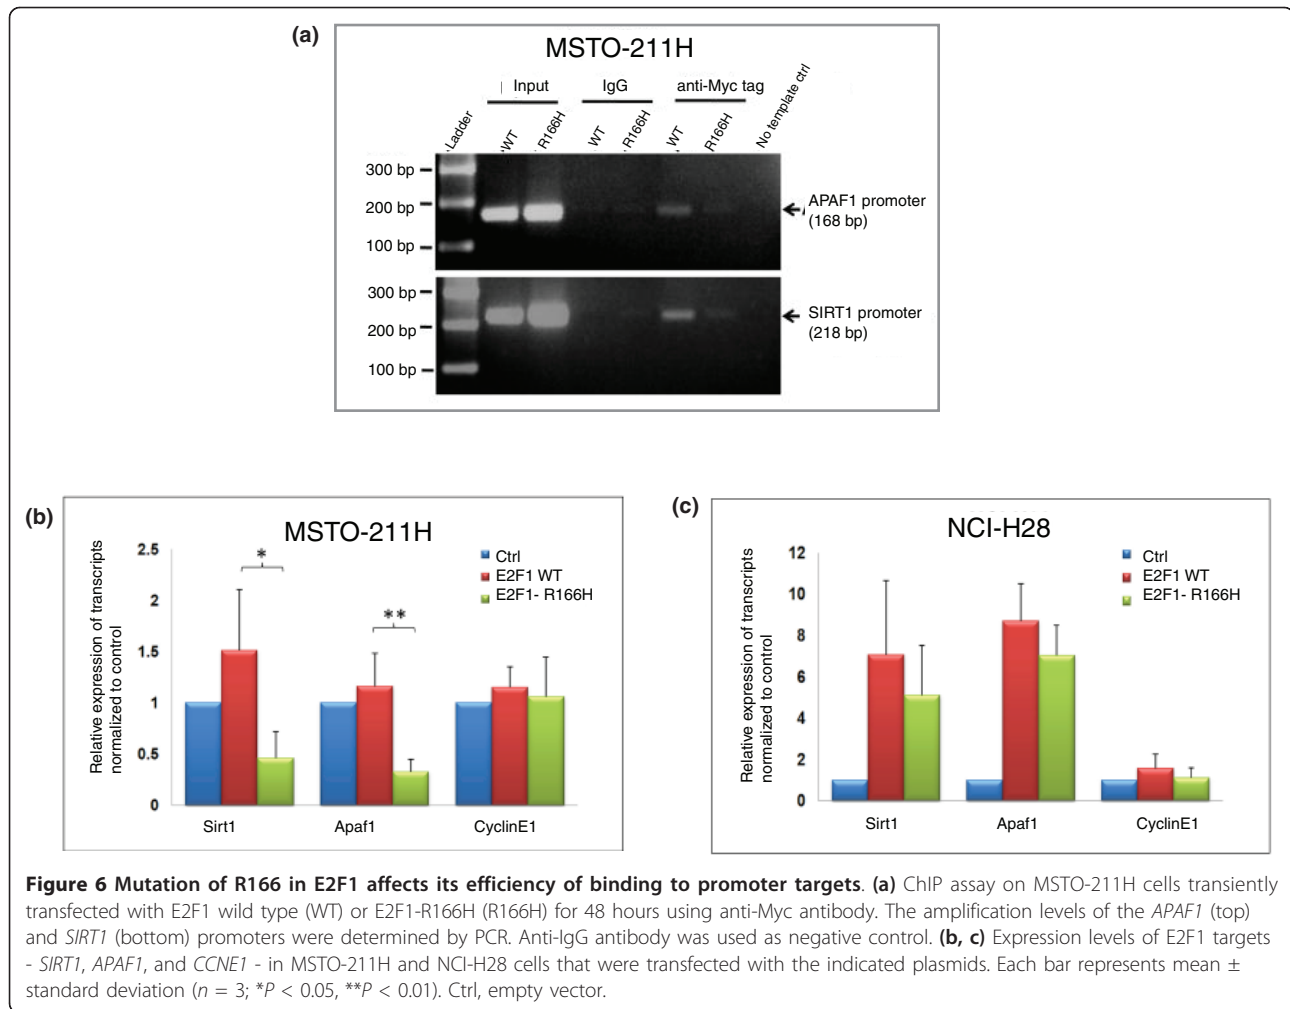 (a)
MSTO-211H
Input IgG anti-Myc tag
Ladder WT R166H WT R166H WT R166H No template ctrl
300 bp
200 bp
100 bp
APAF1 promoter
(168 bp)
300 bp
200 bp
100 bp
SIRT1 promoter
(218 bp)
(b)
MSTO-211H
Relative expression of transcripts
normalized to control
2.5
2
1.5
1
0.5
0
*
**
Ctrl
E2F1 WT
E2F1- R166H
Sirt1 Apaf1 CyclinE1
(c)
NCI-H28
Relative expression of transcripts
normalized to control
12
10
8
6
4
2
0
Ctrl
E2F1 WT
E2F1- R166H
Sirt1 Apaf1 CyclinE1
Figure 6 Mutation of R166 in E2F1 affects its efficiency of binding to promoter targets. (a) ChIP assay on MSTO-211H cells transiently
transfected with E2F1 wild type (WT) or E2F1-R166H (R166H) for 48 hours using anti-Myc antibody. The amplification levels of the APAF1 (top)
and SIRT1 (bottom) promoters were determined by PCR. Anti-IgG antibody was used as negative control. (b, c) Expression levels of E2F1 targets
- SIRT1, APAF1, and CCNE1 - in MSTO-211H and NCI-H28 cells that were transfected with the indicated plasmids. Each bar represents mean ±
standard deviation (n = 3; *P < 0.05, **P < 0.01). Ctrl, empty vector.